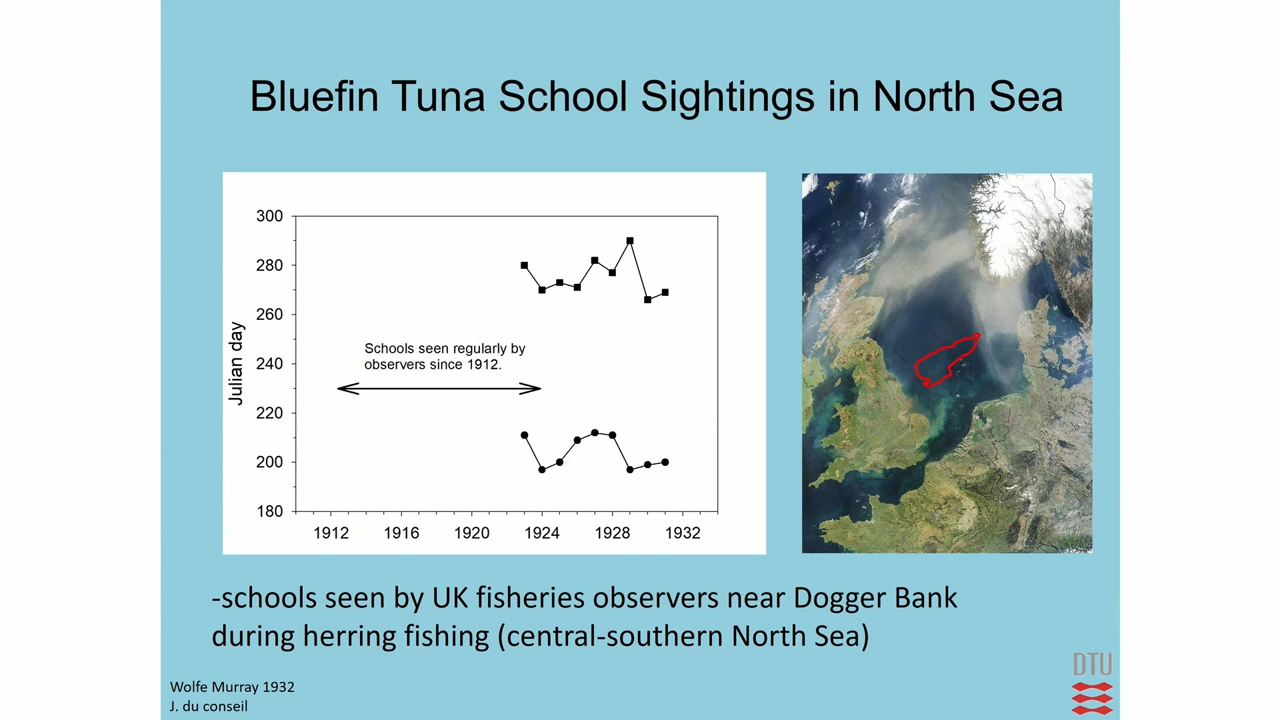 Bluefin Tuna School Sightings in North Sea
300
280
260
240
220
200
180
Julian day
Schools seen regularly by
observers since 1912.
1912 1916 1920 1924 1928 1932
-schools seen by UK fisheries observers near Dogger Bank
during herring fishing (central-southern North Sea)
Wolfe Murray 1932
J. du conseil
DTU